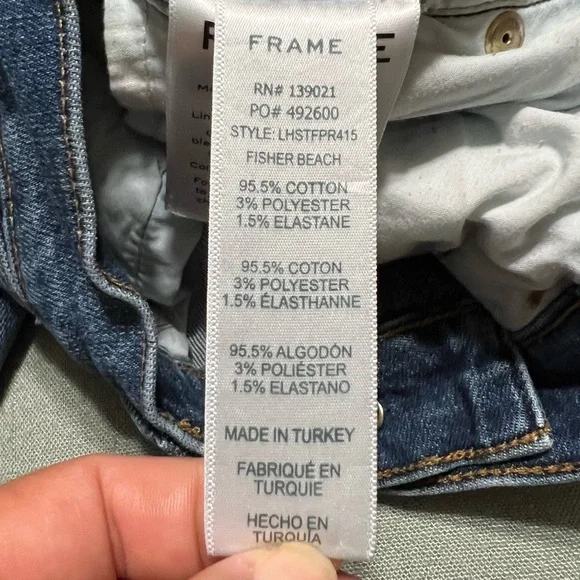 FRAME
RN# 139021
PO# 492600
STYLE: LHSTFPR415
FISHER BEACH
95.5% COTTON
3% POLYESTER
1.5% ELASTANE
95.5% COTON
3% POLYESTER
1.5% ÉLASTHANNE
95.5% ALGODÓN
3% POLIÉSTER
1.5% ELASTANO
MADE IN TURKEY
FABRIQUÉ EN
TURQUIE
HECHO EN
TURQUÍA